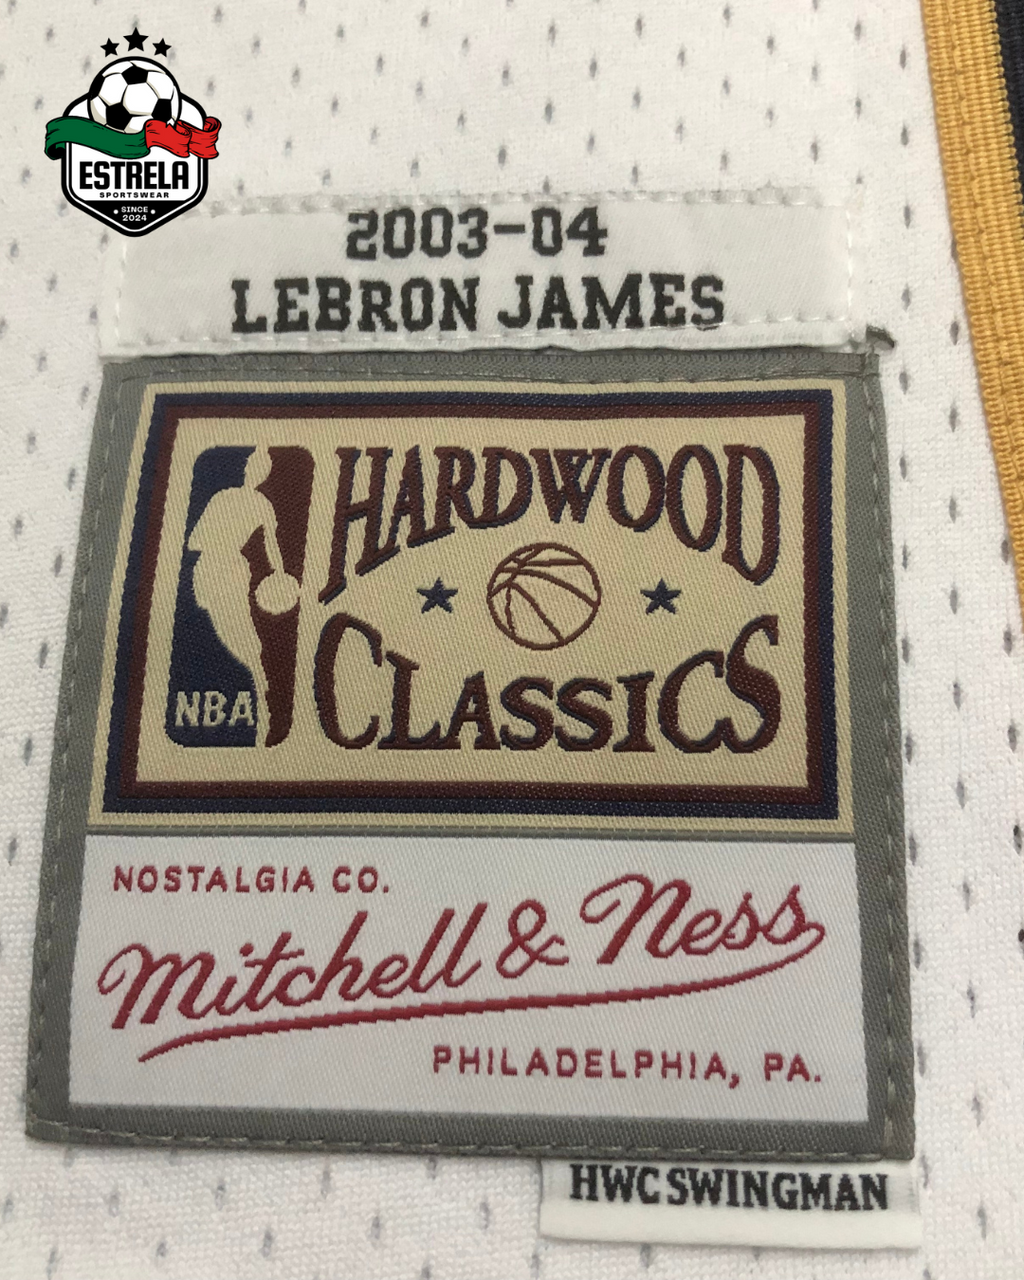 ESTRELA
SPORTSWEAR
SINCE
2024
2003-04
LEBRON JAMES
HARDWOOD
CLASSICS
NBA
NOSTALGIA CO.
Mitchell & Ness
PHILADELPHIA, PA.
HWC SWINGMAN